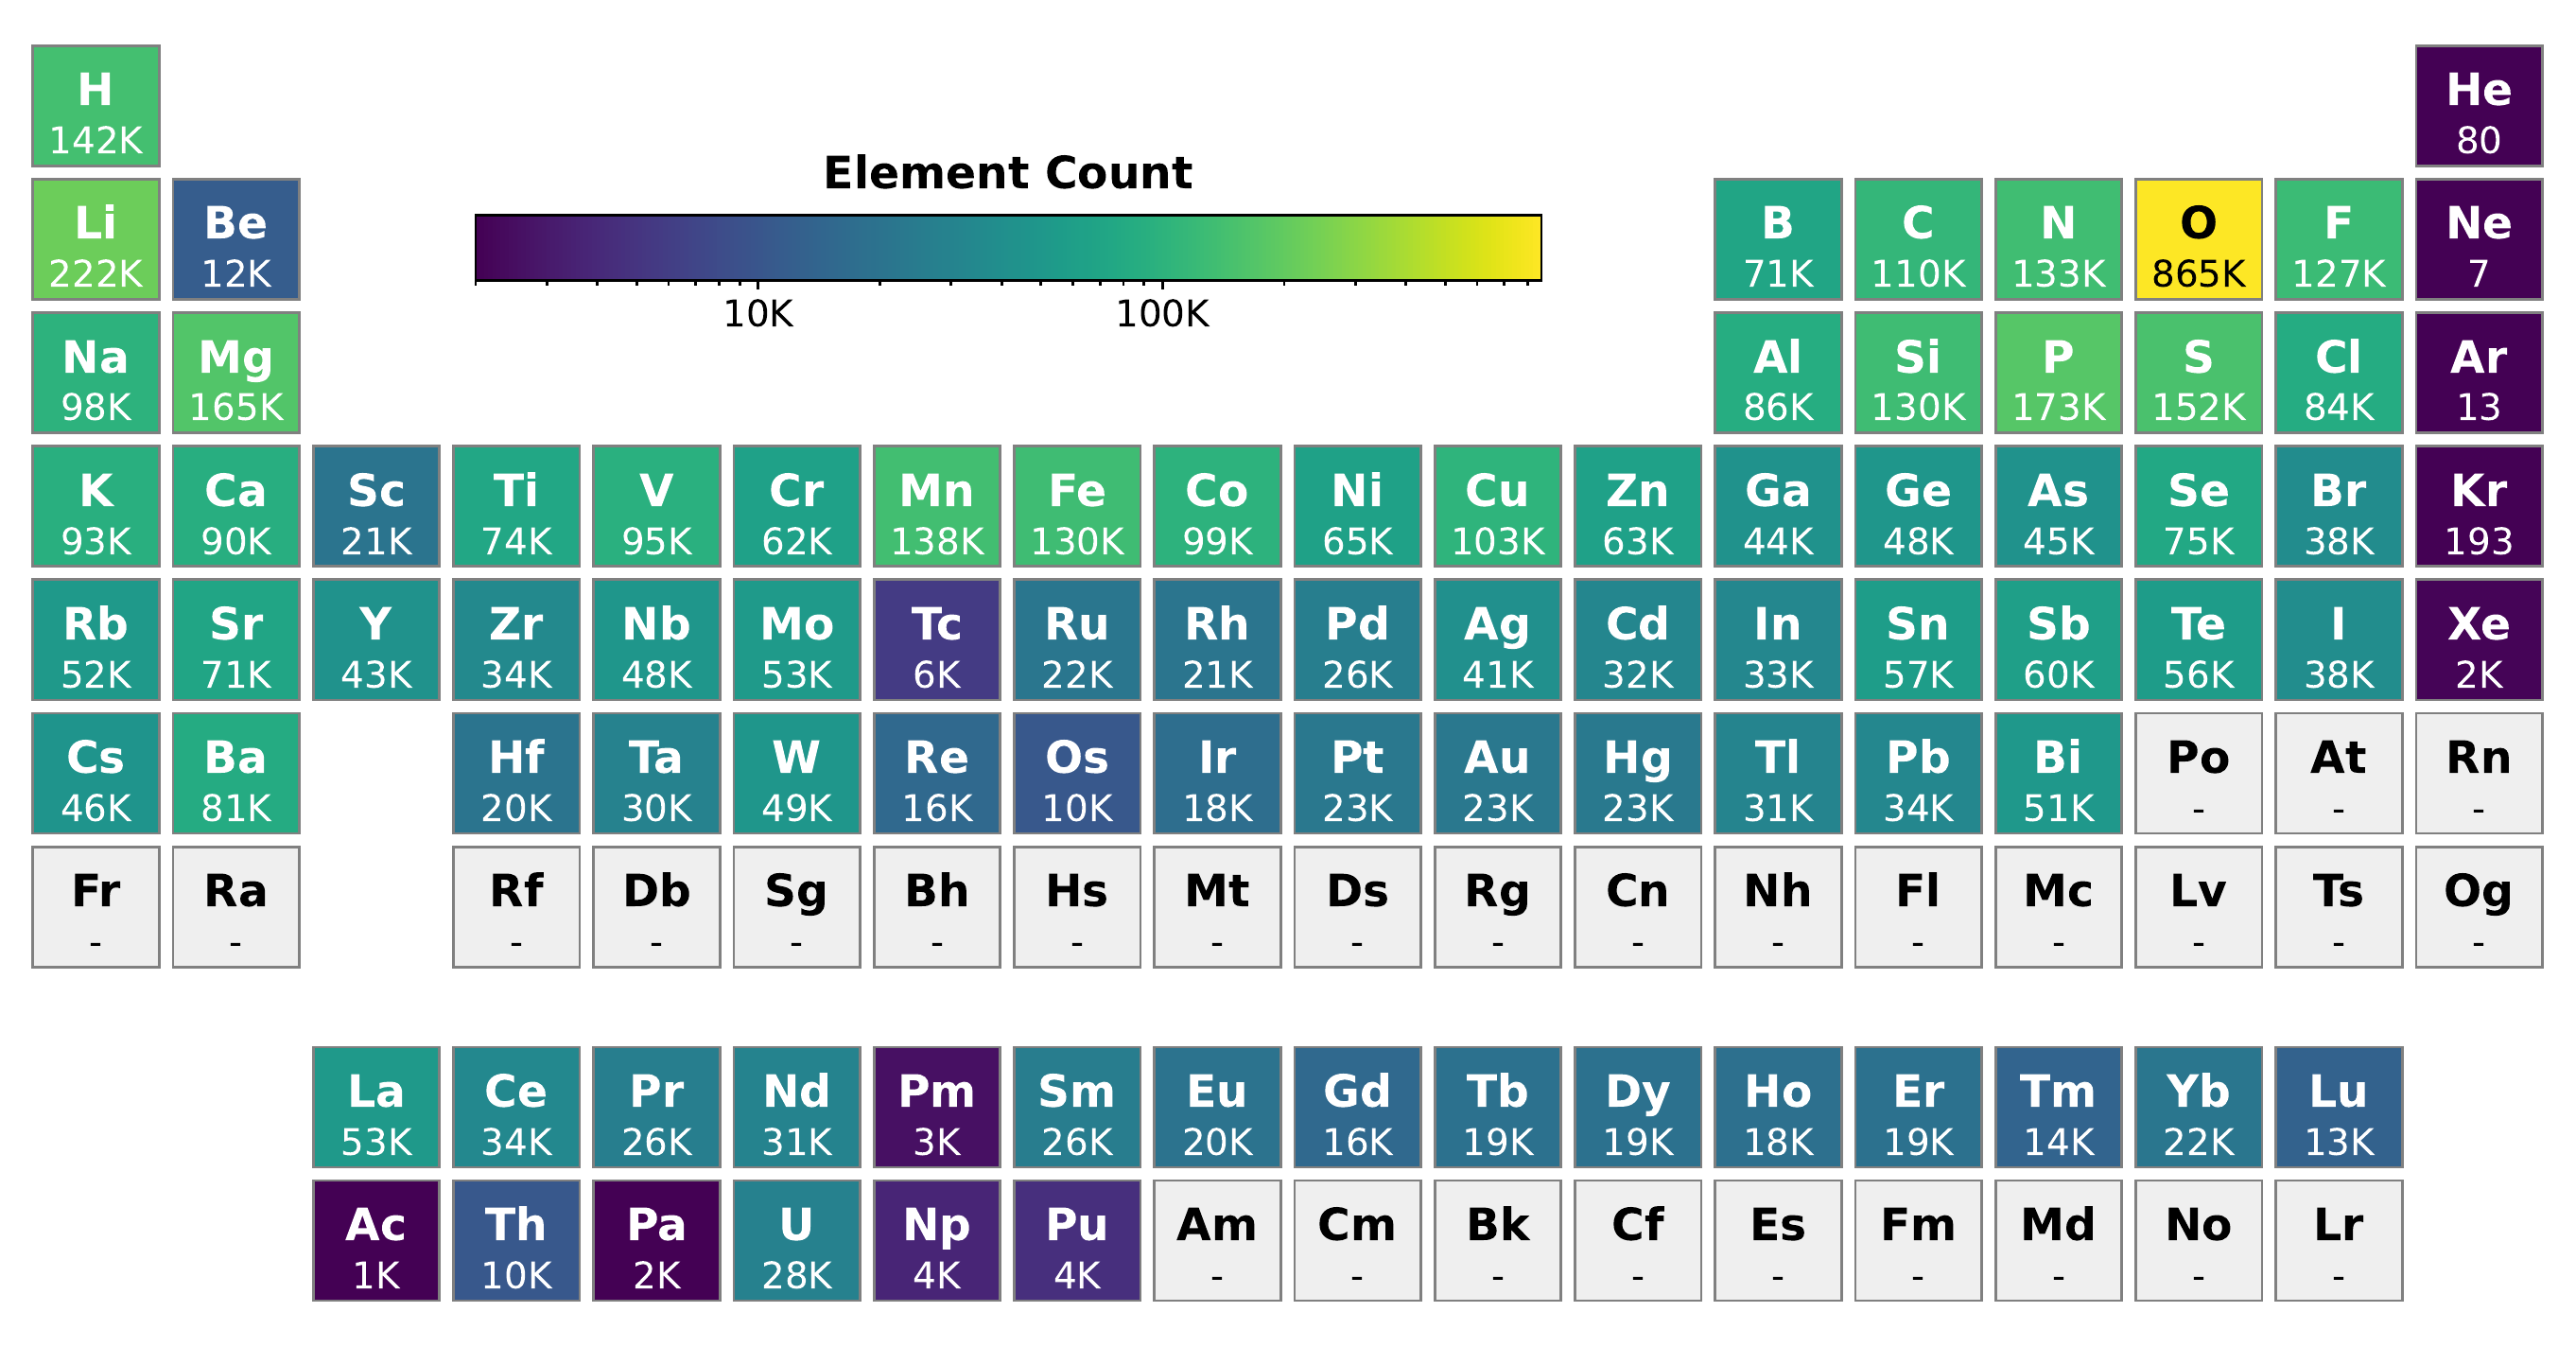 H He
142K 80
Element Count
Li Be B C N O F Ne
222K 12K 71K 110K 133K 865K 127K 7
10K 100K
Na Mg Al Si P S Cl Ar
98K 165K 86K 130K 173K 152K 84K 13
K Ca Sc Ti V Cr Mn Fe Co Ni Cu Zn Ga Ge As Se Br Kr
93K 90K 21K 74K 95K 62K 138K 130K 99K 65K 103K 63K 44K 48K 45K 75K 38K 193
Rb Sr Y Zr Nb Mo Tc Ru Rh Pd Ag Cd In Sn Sb Te I Xe
52K 71K 43K 34K 48K 53K 6K 22K 21K 26K 41K 32K 33K 57K 60K 56K 38K 2K
Cs Ba Hf Ta W Re Os Ir Pt Au Hg Tl Pb Bi Po At Rn
46K 81K 20K 30K 49K 16K 10K 18K 23K 23K 23K 31K 34K 51K - - -
Fr Ra Rf Db Sg Bh Hs Mt Ds Rg Cn Nh Fl Mc Lv Ts Og
- - - - - - - - - - - - - - - - -
La Ce Pr Nd Pm Sm Eu Gd Tb Dy Ho Er Tm Yb Lu
53K 34K 26K 31K 3K 26K 20K 16K 19K 19K 18K 19K 14K 22K 13K
Ac Th Pa U Np Pu Am Cm Bk Cf Es Fm Md No Lr
1K 10K 2K 28K 4K 4K - - - - - - - - -